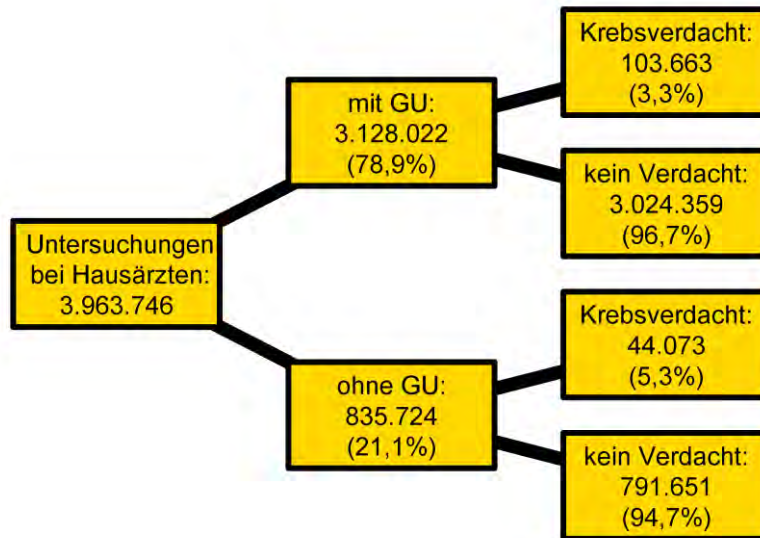 Untersuchungen
bei Hausärzten:
3.963.746
mit GU:
3.128.022
(78,9%)
Krebsverdacht:
103.663
(3,3%)
kein Verdacht:
3.024.359
(96,7%)
ohne GU:
835.724
(21,1%)
Krebsverdacht:
44.073
(5,3%)
kein Verdacht:
791.651
(94,7%)